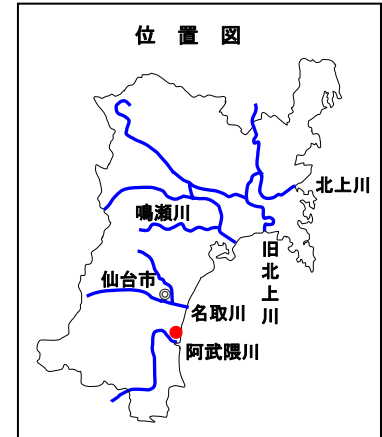 位 置 図
北上川
鳴瀬川
旧北上川
仙台市
名取川
阿武隈川